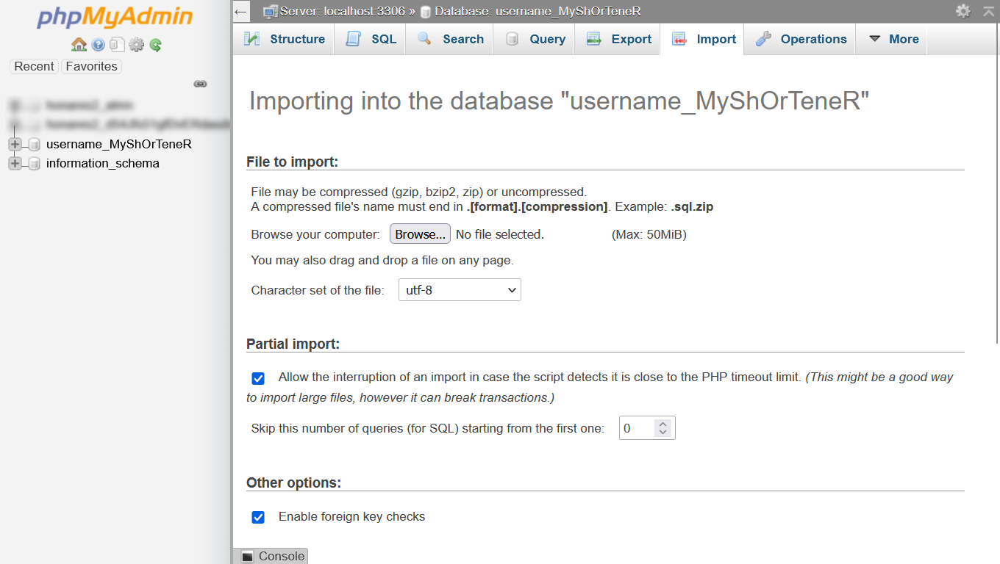 phpMyAdmin
Recent Favorites
username_MyShOrTeneR
information_schema
Server: localhost:3306 » Database: username_MyShOrTeneR
Structure SQL Search Query Export Import Operations More
Importing into the database "username_MyShOrTeneR"
File to import:
File may be compressed (gzip, bzip2, zip) or uncompressed.
A compressed file's name must end in .[format].[compression]. Example: .sql.zip
Browse your computer: Browse... No file selected. (Max: 50MiB)
You may also drag and drop a file on any page.
Character set of the file: utf-8
Partial import:
Allow the interruption of an import in case the script detects it is close to the PHP timeout limit. (This might be a good way
to import large files, however it can break transactions.)
Skip this number of queries (for SQL) starting from the first one: 0
Other options:
Enable foreign key checks
Console